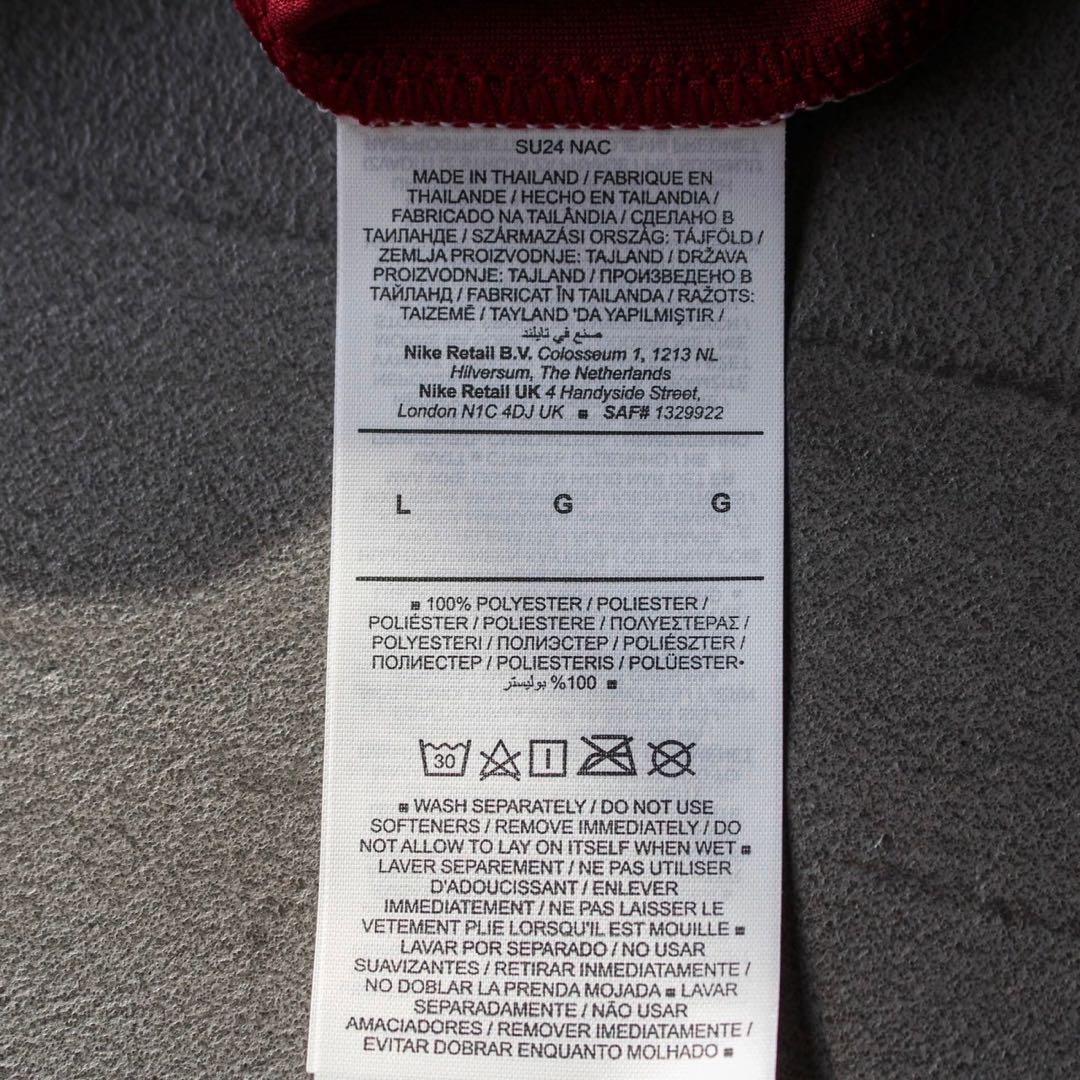 SU24 NAC
MADE IN THAILAND / FABRIQUE EN
THAILANDE / HECHO EN TAILANDIA /
FABRICADO NA TAILÂNDIA / СДЕЛАНО В
ТАИЛАНДЕ / SZÁRMAZÁSI ORSZÁG: TÁJFÖLD /
ZEMLJA PROIZVODNJE: TAJLAND / DRŽAVA
PROIZVODNJE: TAJLAND / ПРОИЗВЕДЕНО В
ТАЙЛАНД / FABRICAT ÎN TAILANDA / RAŽOTS:
TAIZEMĒ / TAYLAND 'DA YAPILMIŞTIR /
صنع في تايلند
Nike Retail B.V. Colosseum 1, 1213 NL
Hilversum, The Netherlands
Nike Retail UK 4 Handyside Street,
London N1C 4DJ UK ▪ SAF# 1329922
L G G
▪ 100% POLYESTER / POLIESTER /
POLIÉSTER / POLIESTERE / ΠΟΛΥΕΣΤΕΡΑΣ /
POLYESTERI / ПОЛИЭСТЕР / POLIÉSZTER /
ПОЛИЕСТЕР / POLIESTERIS / POLÜESTER▪
100% بوليستر ▪
30
▪ WASH SEPARATELY / DO NOT USE
SOFTENERS / REMOVE IMMEDIATELY / DO
NOT ALLOW TO LAY ON ITSELF WHEN WET ▪
LAVER SEPAREMENT / NE PAS UTILISER
D'ADOUCISSANT / ENLEVER
IMMEDIATEMENT / NE PAS LAISSER LE
VETEMENT PLIE LORSQU'IL EST MOUILLE ▪
LAVAR POR SEPARADO / NO USAR
SUAVIZANTES / RETIRAR INMEDIATAMENTE /
NO DOBLAR LA PRENDA MOJADA ▪ LAVAR
SEPARADAMENTE / NÃO USAR
AMACIADORES / REMOVER IMEDIATAMENTE /
EVITAR DOBRAR ENQUANTO MOLHADO ▪